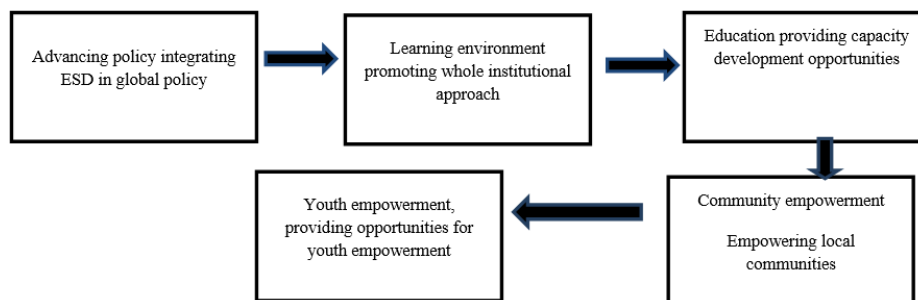 Advancing policy integrating
ESD in global policy
Learning environment
promoting whole institutional
approach
Education providing capacity
development opportunities
Youth empowerment,
providing opportunities for
youth empowerment
Community empowerment
Empowering local
communities